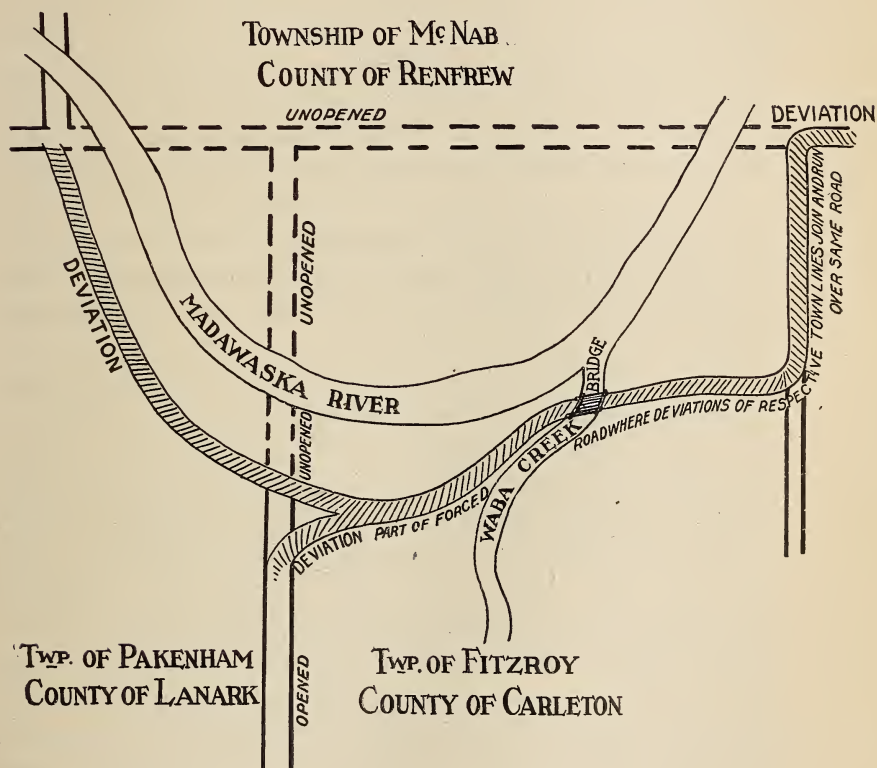 TOWNSHIP OF McNAB
COUNTY OF RENFREW
UNOPENED
DEVIATION
DEVIATION
UNOPENED
MADAWASKA RIVER
BRIDGE
TOWN LINES JOIN AND RUN
OVER SAME ROAD
UNOPENED
WABA CREEK
DEVIATION PART OF FORCED ROAD WHERE DEVIATIONS OF RESPECTIVE
TWP. OF PAKENHAM
COUNTY OF LANARK
OPENED
TWP. OF FITZROY
COUNTY OF CARLETON